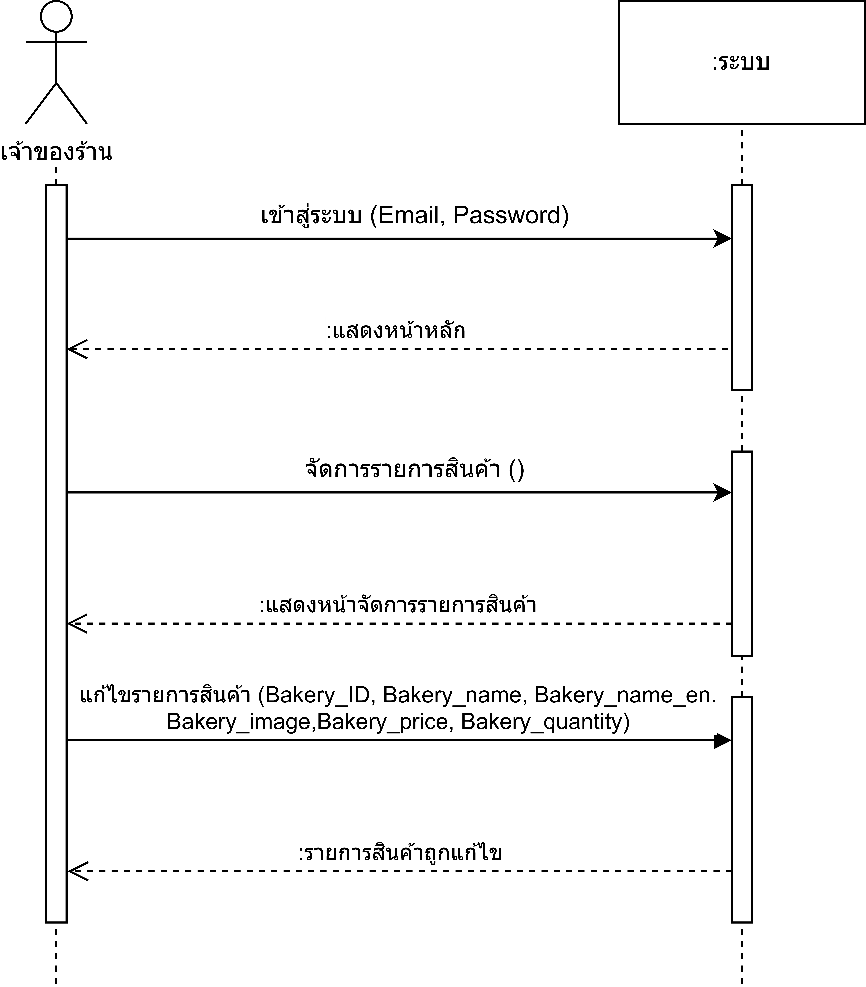 :ระบบ
เจ้าของร้าน
เข้าสู่ระบบ (Email, Password)
:แสดงหน้าหลัก
จัดการรายการสินค้า ()
:แสดงหน้าจัดการรายการสินค้า
แก้ไขรายการสินค้า (Bakery_ID, Bakery_name, Bakery_name_en.
Bakery_image,Bakery_price, Bakery_quantity)
:รายการสินค้าถูกแก้ไข